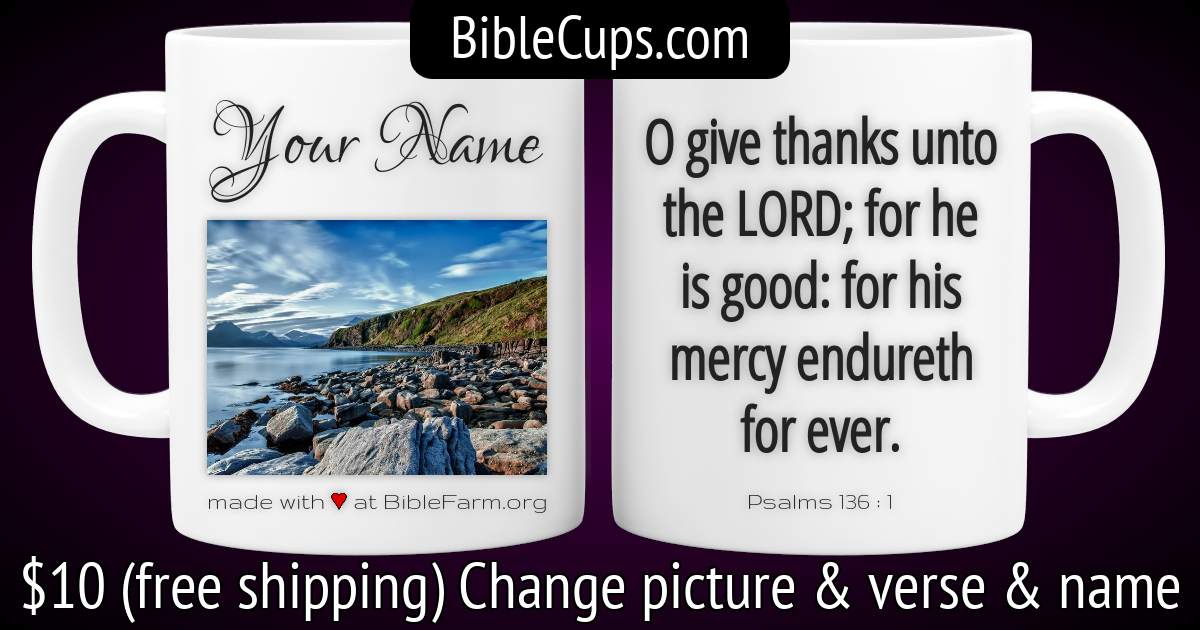 BibleCups.com
Your Name
made with ♥ at BibleFarm.org
O give thanks unto
the LORD; for he
is good: for his
mercy endureth
for ever.
Psalms 136 : 1
$10 (free shipping) Change picture & verse & name